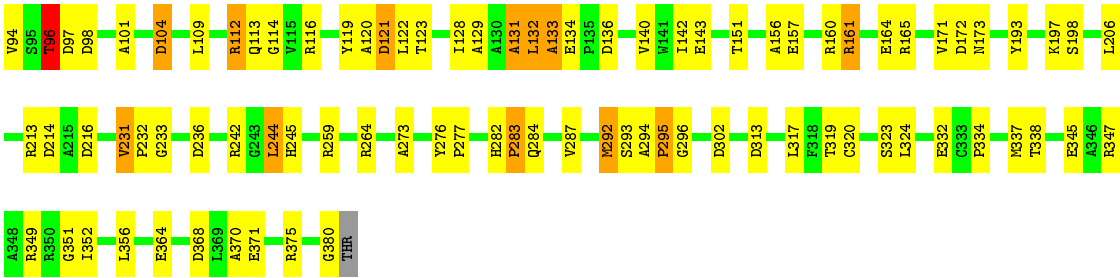 V94 S95 T96 D97 D98 A101 D104 L109 R112 Q113 G114 V115 R116 Y119 A120 D121 L122 T123 I128 A129 A130 A131 L132 A133 E134 P135 D136 V140 W141 I142 E143 T151 A156 E157 R160 R161 E164 R165 V171 D172 N173 Y193 K197 S198 L206
R213 D214 A215 D216 V231 P232 G233 D236 R242 G243 L244 H245 R259 R264 A273 Y276 P277 H282 P283 Q284 V287 M292 S293 A294 P295 G296 D302 D313 L317 F318 T319 C320 S323 L324 E332 C333 P334 M337 T338 E345 A346 R347
A348 R349 R350 G351 I352 L356 E364 D368 L369 A370 E371 R375 G380 THR